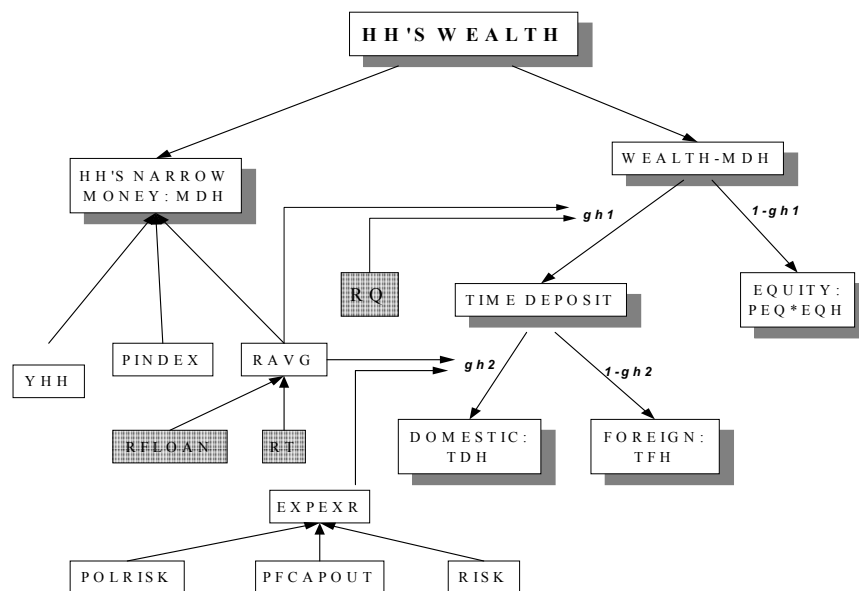 HH'S WEALTH
HH'S NARROW
MONEY: MDH
WEALTH-MDH
gh1
1-gh1
RQ
TIME DEPOSIT
EQUITY:
PEQ*EQH
YHH
PINDEX
RAVG
gh2
1-gh2
RFLOAN
RT
DOMESTIC:
TDH
FOREIGN:
TFH
EXPEXR
POLRISK
PFCAPOUT
RISK